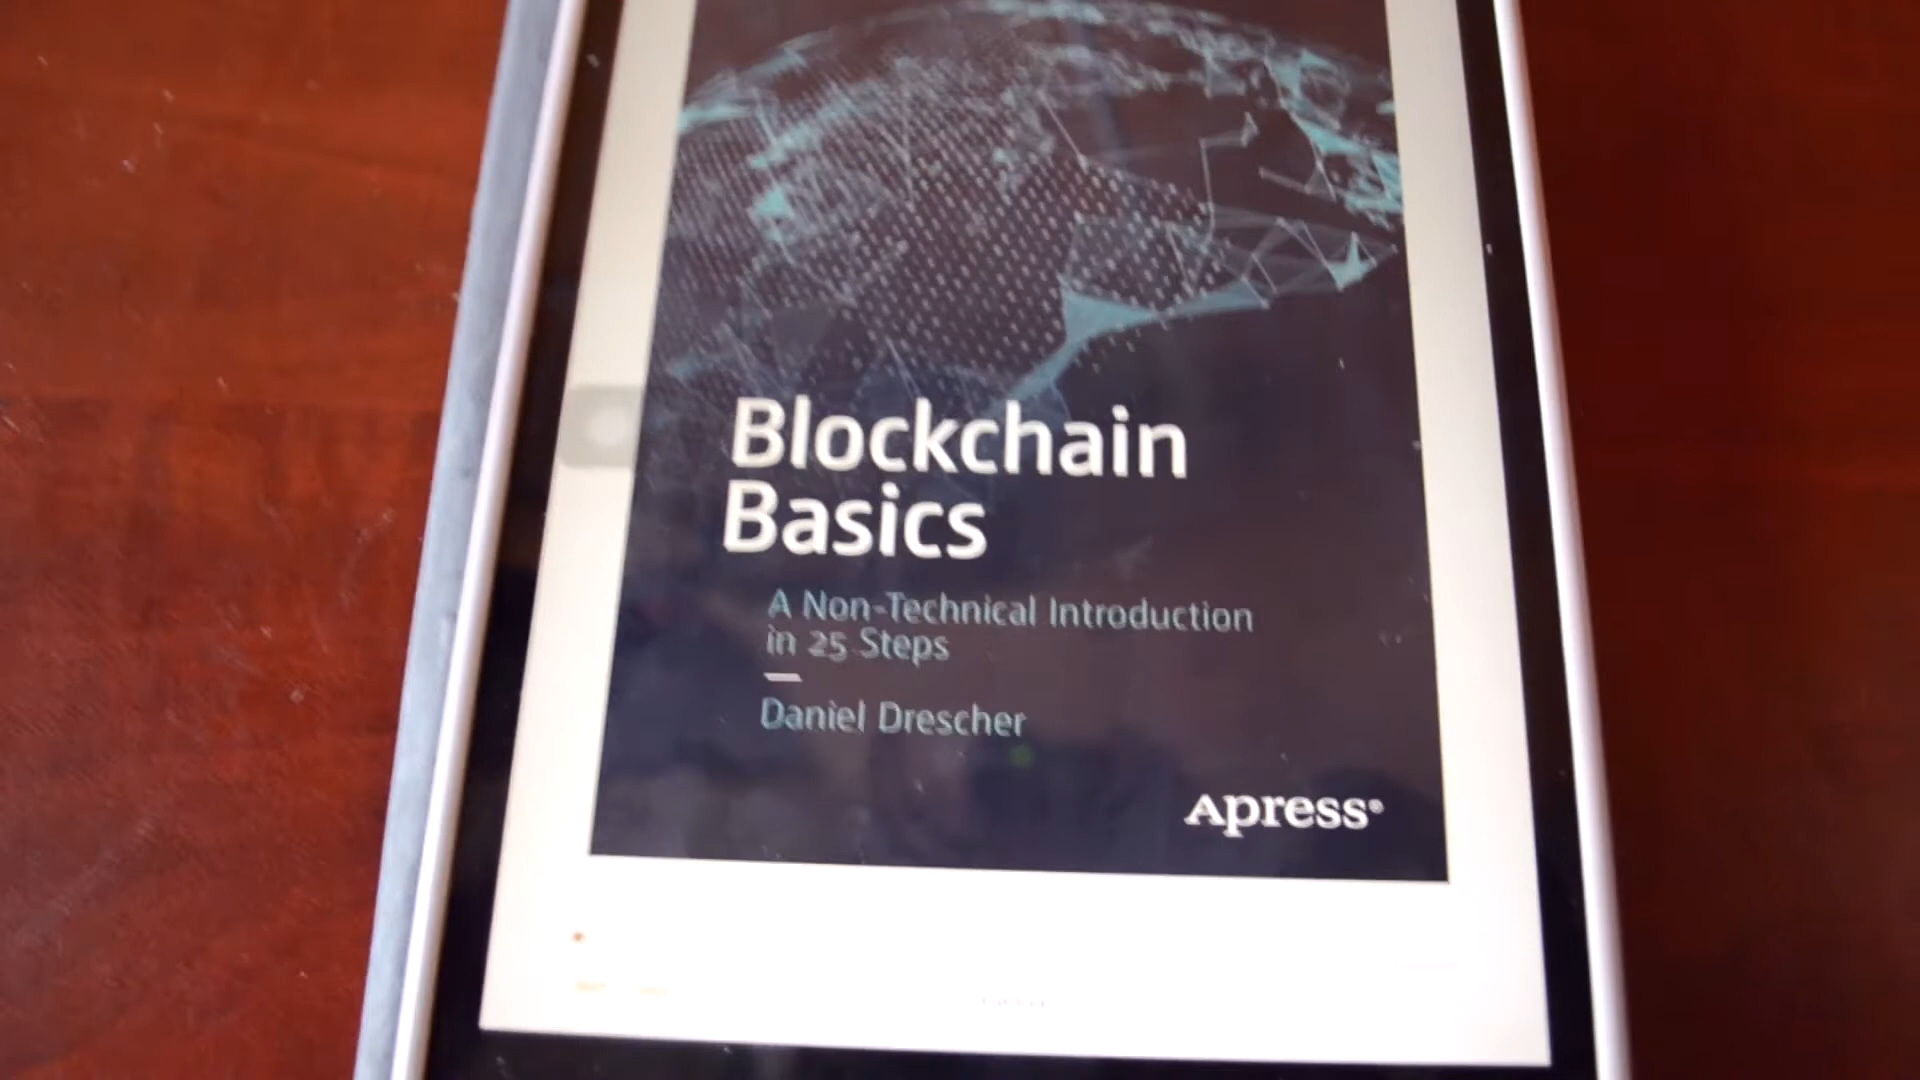 Blockchain
Basics
A Non-Technical Introduction
in 25 Steps
Daniel Drescher
Apress®